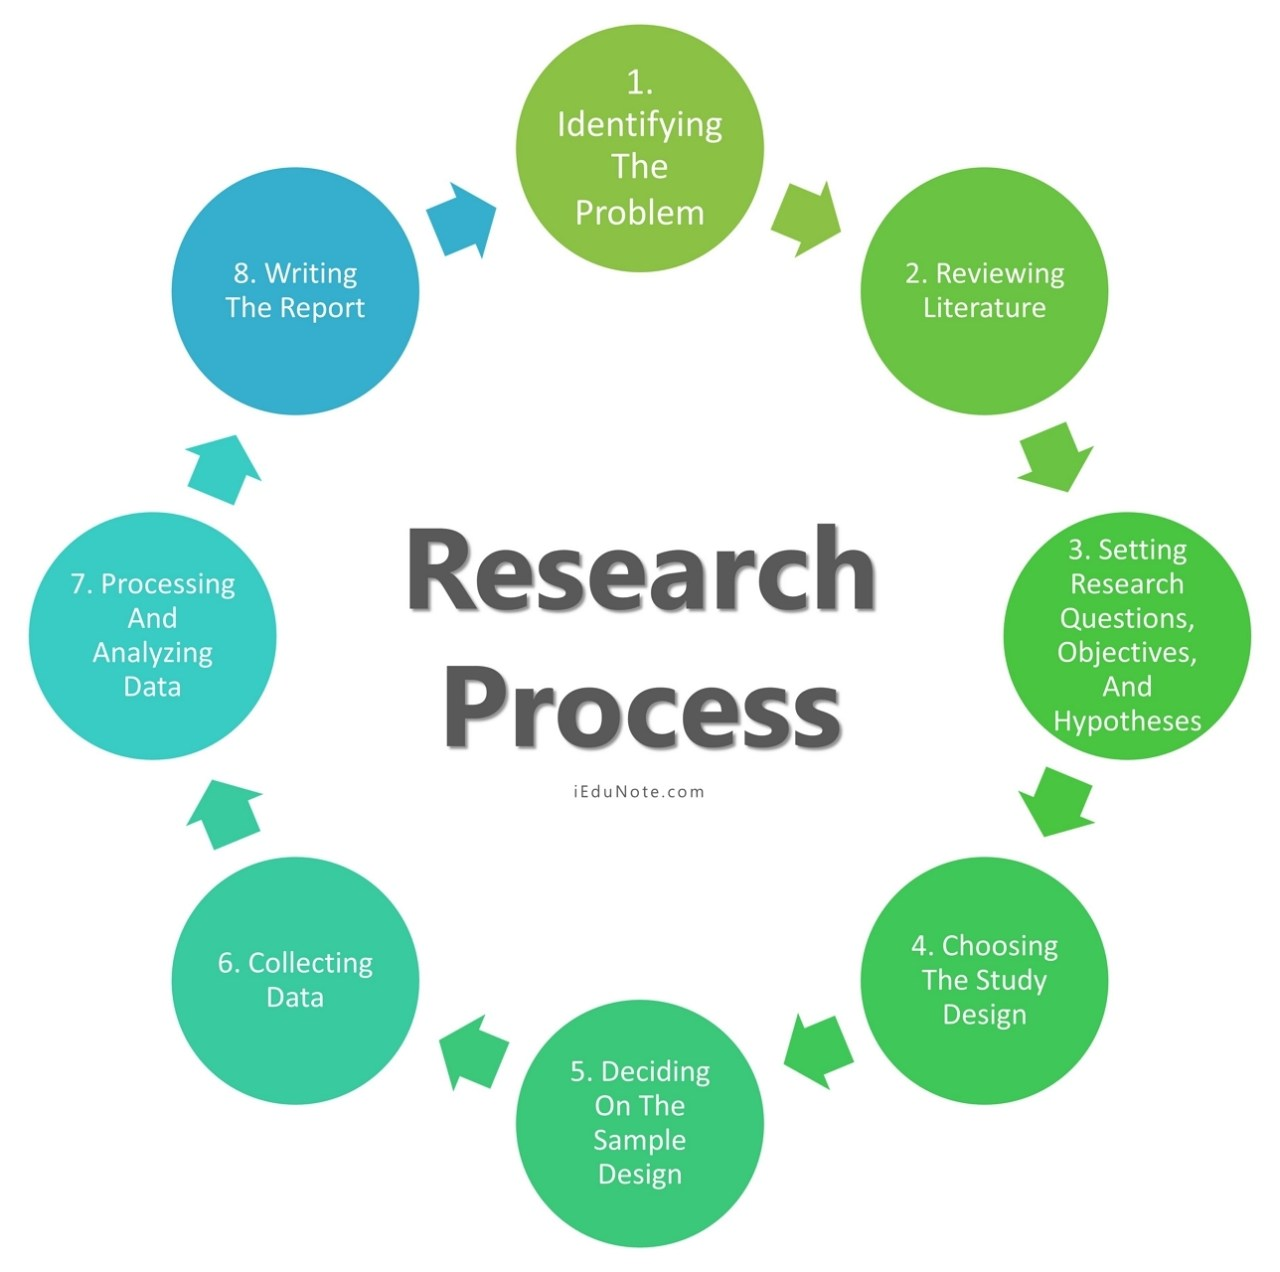 1.
Identifying
The
Problem
2. Reviewing
Literature
3. Setting
Research
Questions,
Objectives,
And
Hypotheses
4. Choosing
The Study
Design
5. Deciding
On The
Sample
Design
6. Collecting
Data
7. Processing
And
Analyzing
Data
8. Writing
The Report
Research
Process
iEduNote.com